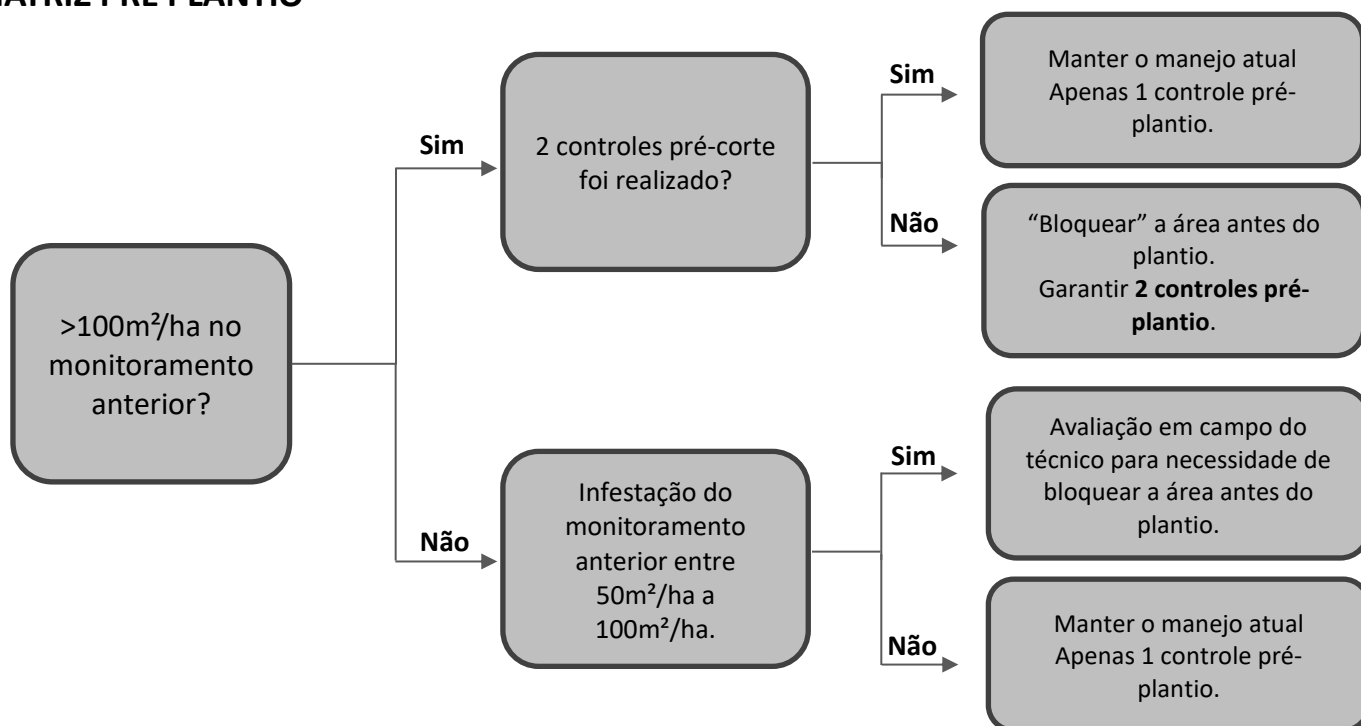 MATRIZ PRÉ PLANTIO
>100m²/ha no
monitoramento
anterior?
Sim
2 controles pré-corte
foi realizado?
Sim
Manter o manejo atual
Apenas 1 controle pré-
plantio.
Não
“Bloquear” a área antes do
plantio.
Garantir 2 controles pré-
plantio.
Não
Infestação do
monitoramento
anterior entre
50m²/ha a
100m²/ha.
Sim
Avaliação em campo do
técnico para necessidade de
bloquear a área antes do
plantio.
Não
Manter o manejo atual
Apenas 1 controle pré-
plantio.